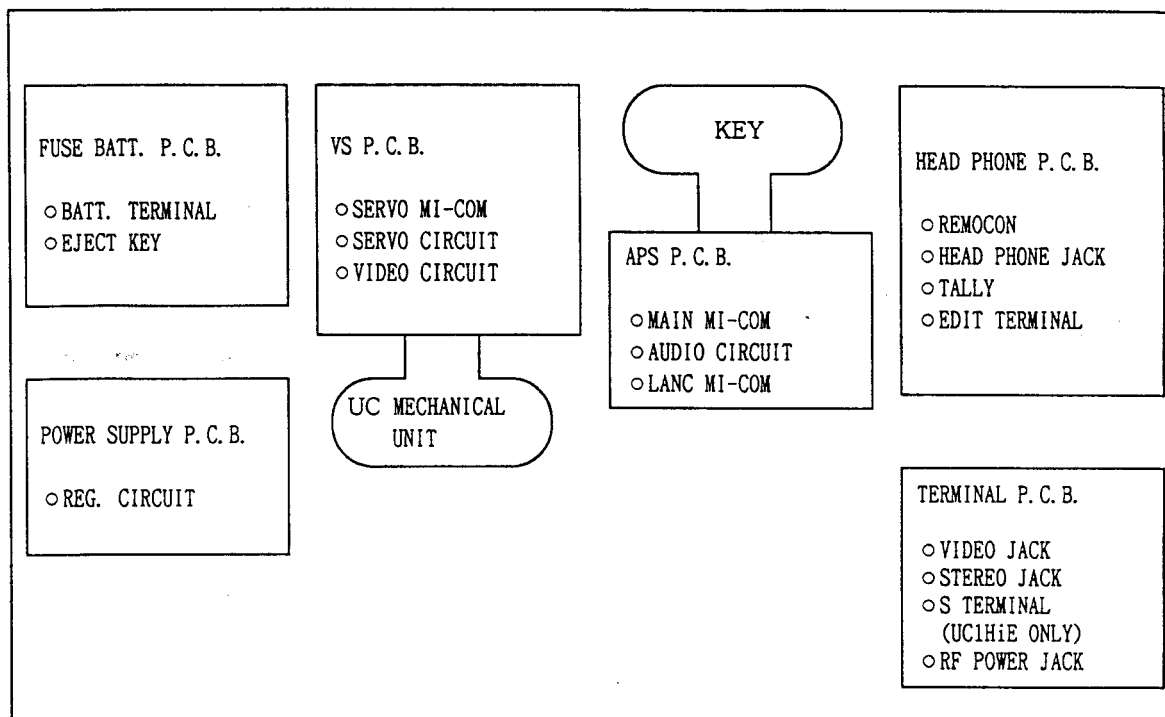 FUSE BATT. P.C.B.
○BATT. TERMINAL
○EJECT KEY
POWER SUPPLY P.C.B.
○REG. CIRCUIT
VS P.C.B.
○SERVO MI-COM
○SERVO CIRCUIT
○VIDEO CIRCUIT
UC MECHANICAL
UNIT
KEY
APS P.C.B.
○MAIN MI-COM
○AUDIO CIRCUIT
○LANC MI-COM
HEAD PHONE P.C.B.
○REMOCON
○HEAD PHONE JACK
○TALLY
○EDIT TERMINAL
TERMINAL P.C.B.
○VIDEO JACK
○STEREO JACK
○S TERMINAL
(UC1HiE ONLY)
○RF POWER JACK